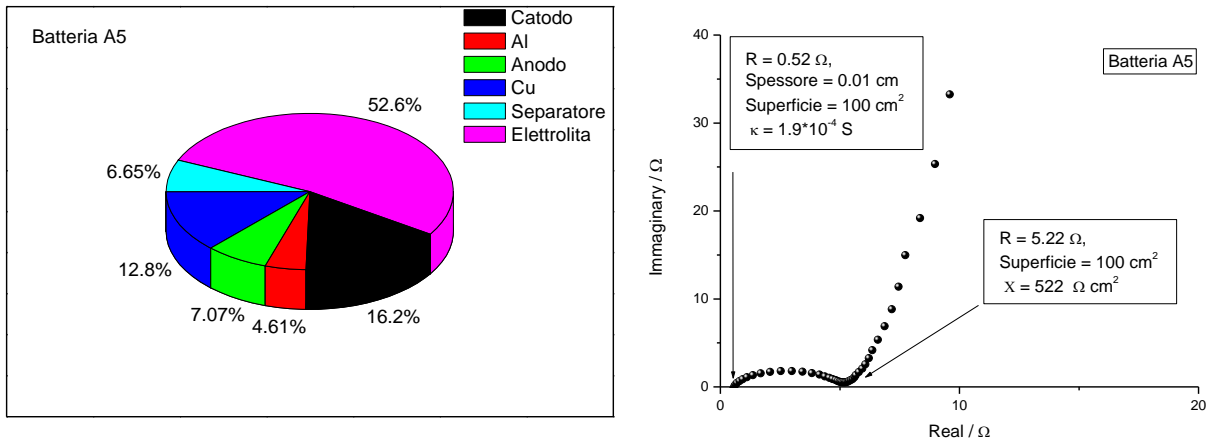 Batteria A5
Catodo
Al
Anodo
Cu
Separatore
Elettrolita
52.6%
6.65%
12.8%
7.07%
4.61%
16.2%
40
30
20
10
0
Immaginary / Ω
R = 0.52 Ω,
Spessore = 0.01 cm
Superficie = 100 cm²
κ = 1.9*10⁻⁴ S
Batteria A5
R = 5.22 Ω,
Superficie = 100 cm²
X = 522 Ω cm²
0
10
20
Real / Ω